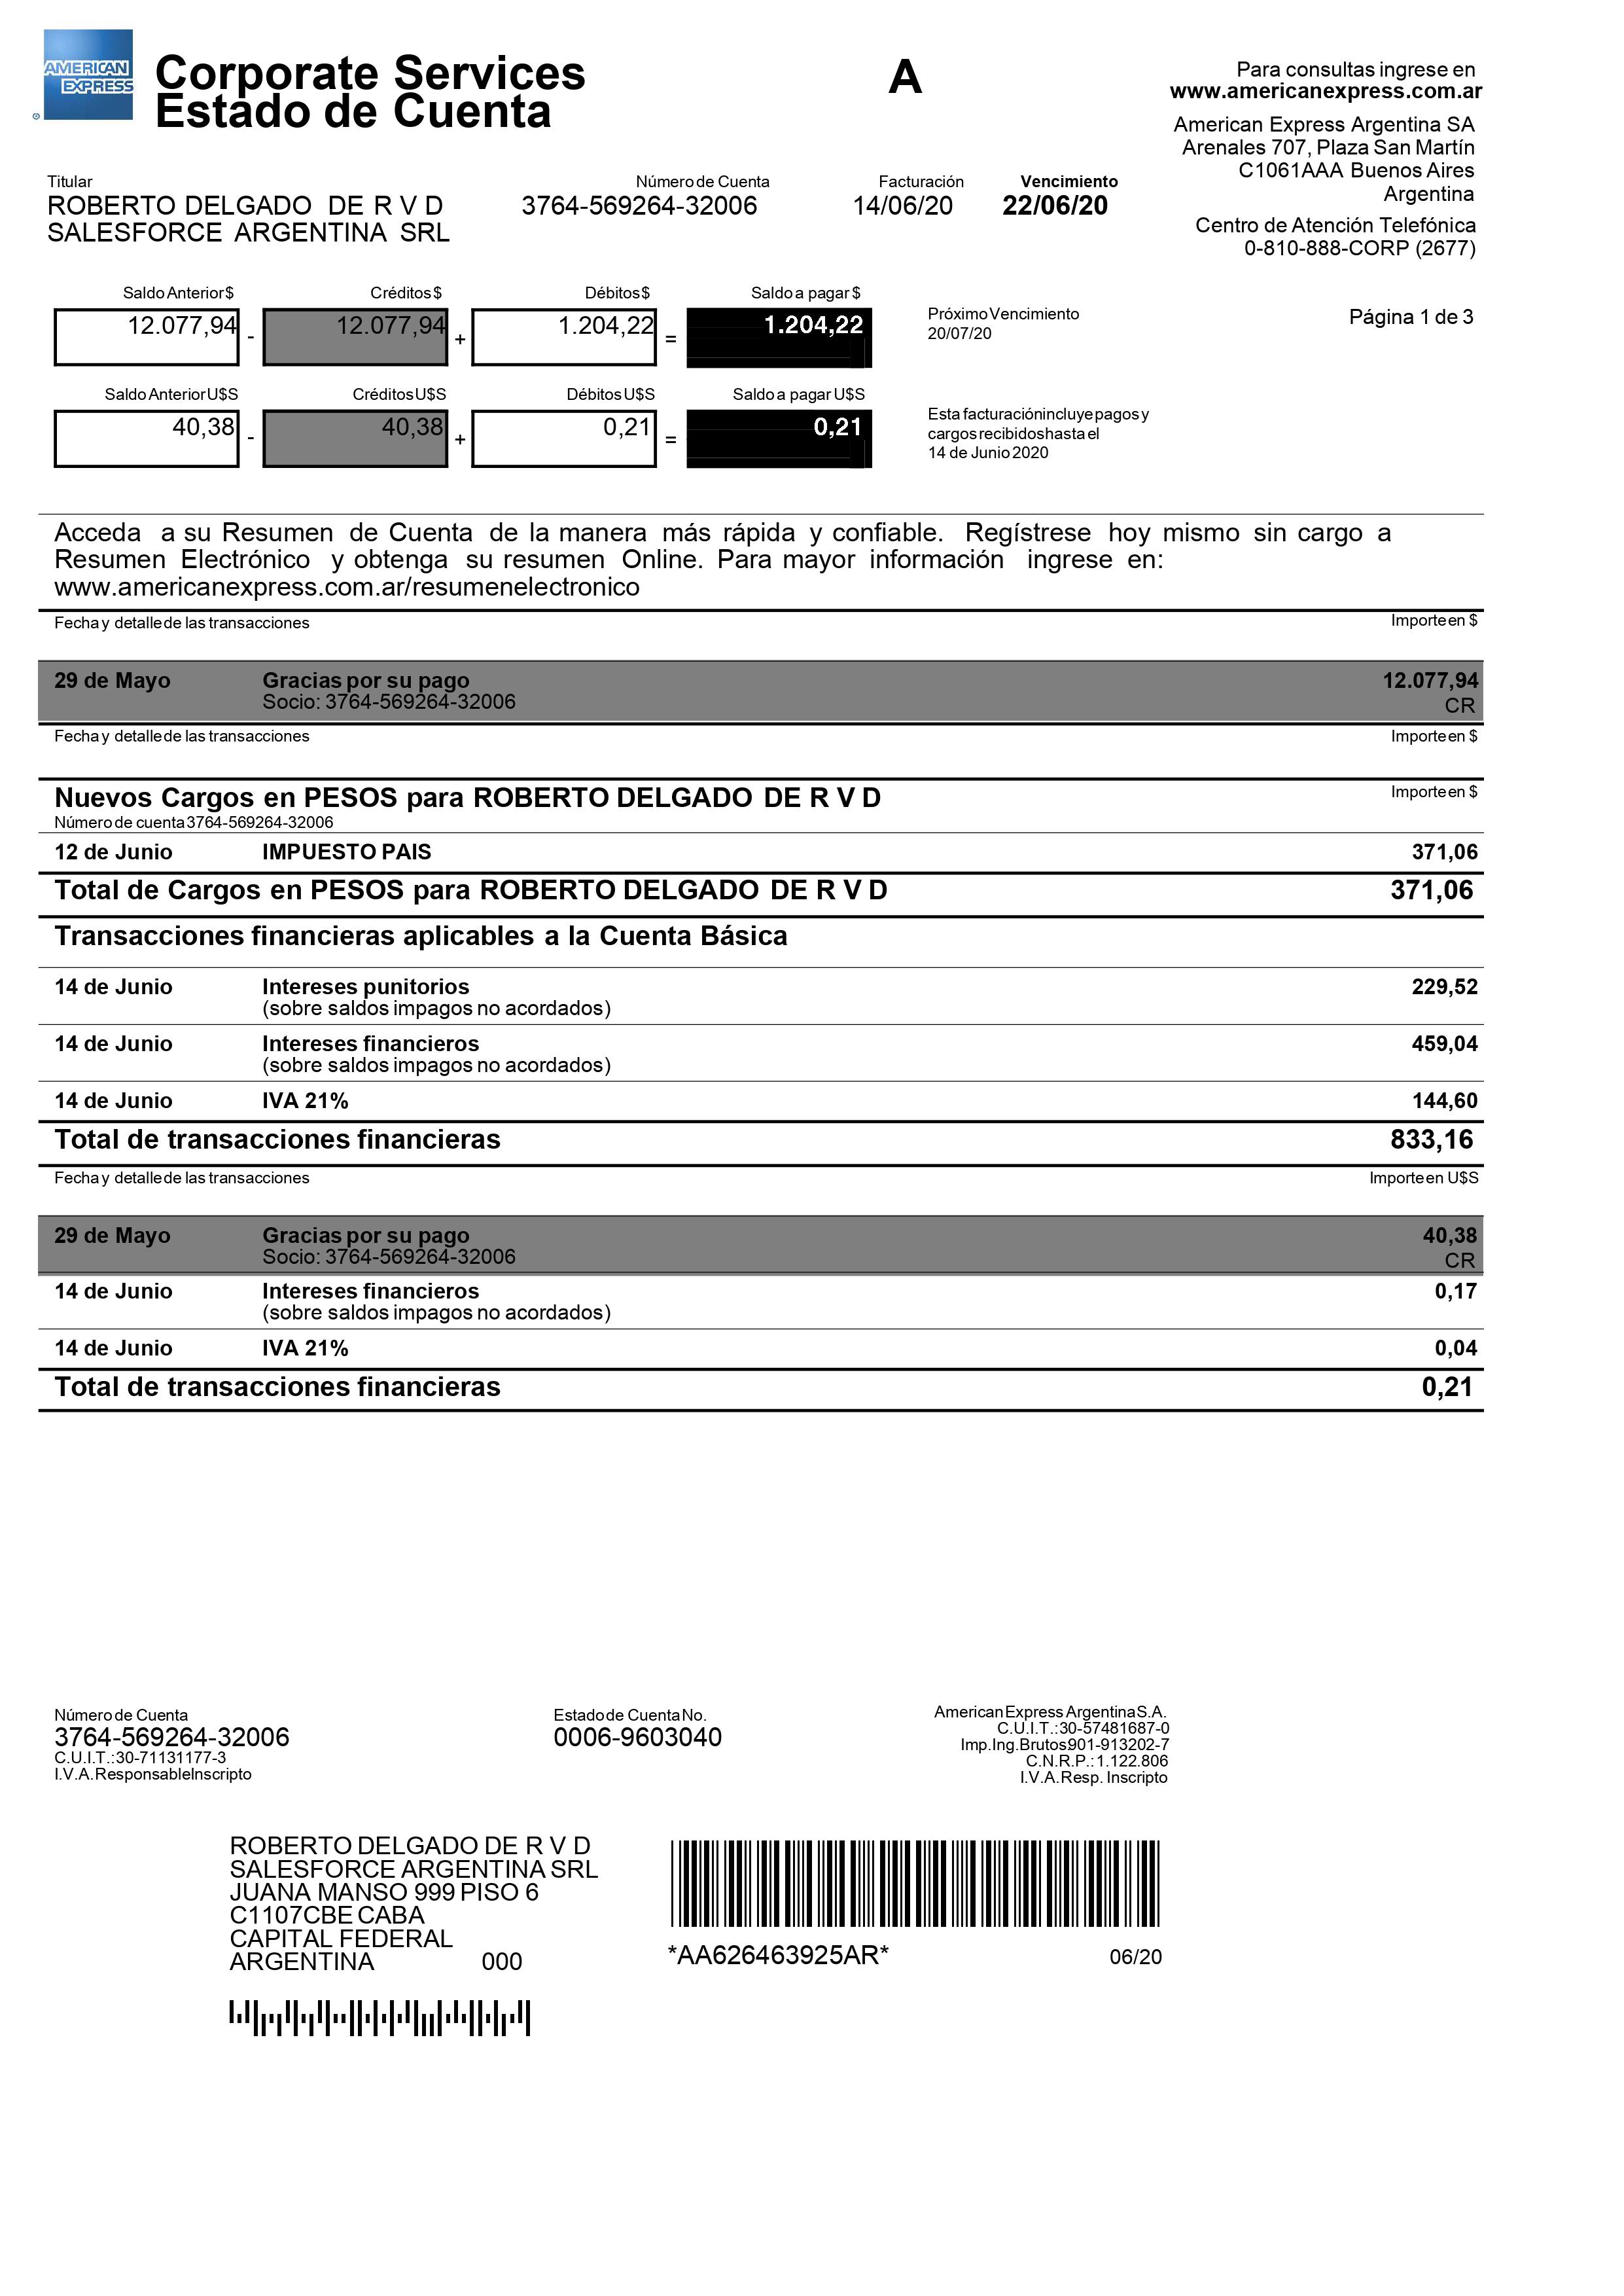 AMERICAN
EXPRESS
®
Corporate Services
Estado de Cuenta
A
Para consultas ingrese en
www.americanexpress.com.ar
American Express Argentina SA
Arenales 707, Plaza San Martín
C1061AAA Buenos Aires
Argentina
Centro de Atención Telefónica
0-810-888-CORP (2677)
Titular Número de Cuenta Facturación Vencimiento
ROBERTO DELGADO DE R V D 3764-569264-32006 14/06/20 22/06/20
SALESFORCE ARGENTINA SRL
Saldo Anterior $ Créditos $ Débitos $ Saldo a pagar $
12.077,94 - 12.077,94 + 1.204,22 = 1.204,22
Próximo Vencimiento
20/07/20
Página 1 de 3
Saldo Anterior U$S Créditos U$S Débitos U$S Saldo a pagar U$S
40,38 - 40,38 + 0,21 = 0,21
Esta facturación incluye pagos y
cargos recibidos hasta el
14 de Junio 2020
Acceda a su Resumen de Cuenta de la manera más rápida y confiable. Regístrese hoy mismo sin cargo a
Resumen Electrónico y obtenga su resumen Online. Para mayor información ingrese en:
www.americanexpress.com.ar/resumenelectronico
Fecha y detalle de las transacciones Importe en $
29 de Mayo Gracias por su pago 12.077,94
Socio: 3764-569264-32006 CR
Fecha y detalle de las transacciones Importe en $
Nuevos Cargos en PESOS para ROBERTO DELGADO DE R V D Importe en $
Número de cuenta 3764-569264-32006
12 de Junio IMPUESTO PAIS 371,06
Total de Cargos en PESOS para ROBERTO DELGADO DE R V D 371,06
Transacciones financieras aplicables a la Cuenta Básica
14 de Junio Intereses punitorios 229,52
(sobre saldos impagos no acordados)
14 de Junio Intereses financieros 459,04
(sobre saldos impagos no acordados)
14 de Junio IVA 21% 144,60
Total de transacciones financieras 833,16
Fecha y detalle de las transacciones Importe en U$S
29 de Mayo Gracias por su pago 40,38
Socio: 3764-569264-32006 CR
14 de Junio Intereses financieros 0,17
(sobre saldos impagos no acordados)
14 de Junio IVA 21% 0,04
Total de transacciones financieras 0,21
Número de Cuenta
3764-569264-32006
C.U.I.T.:30-71131177-3
I.V.A. Responsable Inscripto
Estado de Cuenta No.
0006-9603040
American Express Argentina S.A.
C.U.I.T.:30-57481687-0
Imp.Ing.Brutos 901-913202-7
C.N.R.P.: 1.122.806
I.V.A. Resp. Inscripto
ROBERTO DELGADO DE R V D
SALESFORCE ARGENTINA SRL
JUANA MANSO 999 PISO 6
C1107CBE CABA
CAPITAL FEDERAL
ARGENTINA 000
*AA626463925AR* 06/20